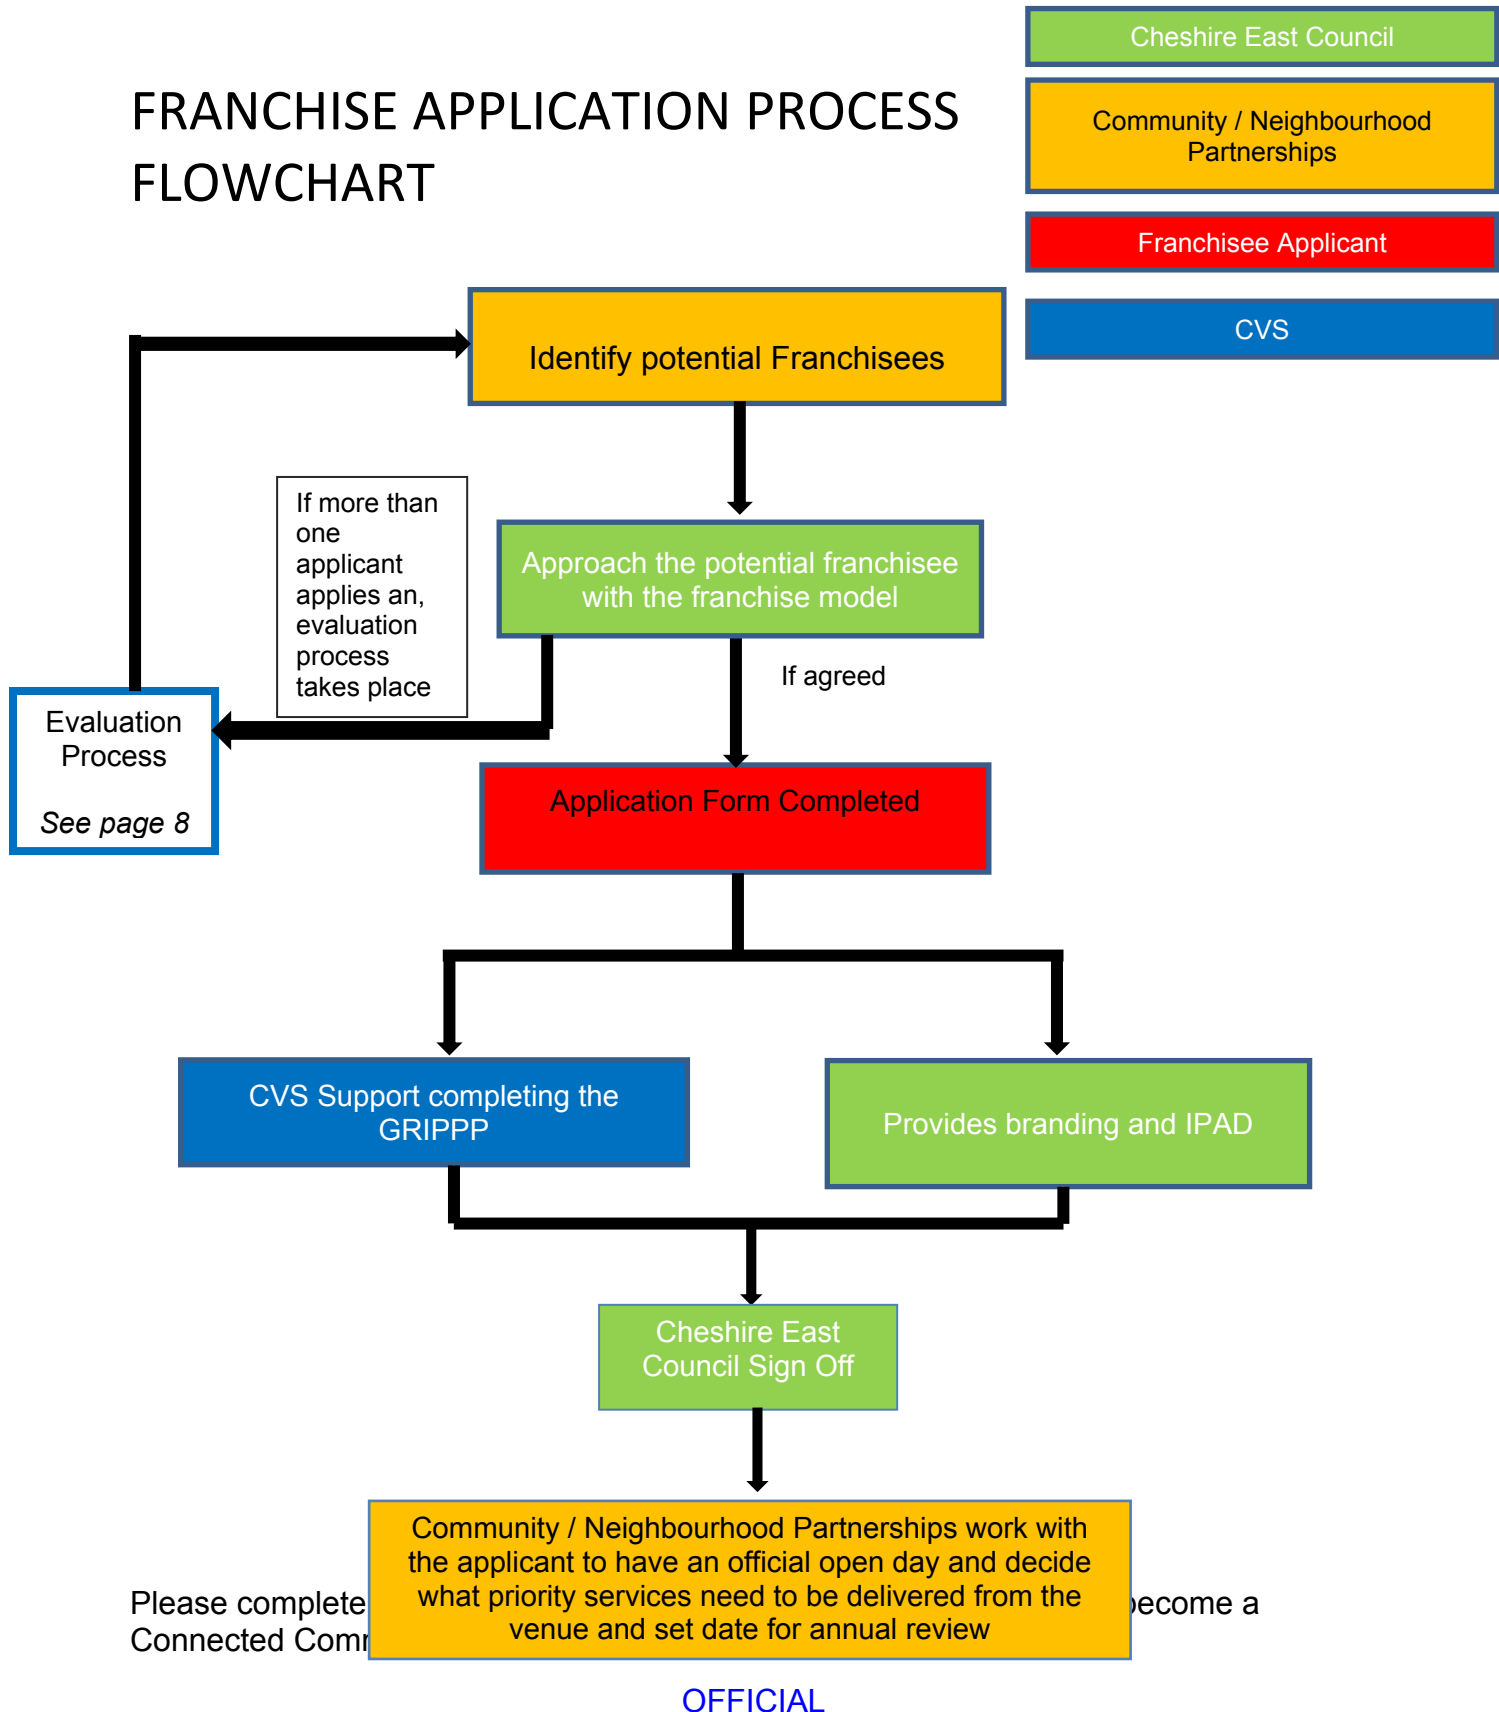 Cheshire East Council
Community / Neighbourhood
Partnerships
Franchisee Applicant
CVS
FRANCHISE APPLICATION PROCESS
FLOWCHART
Identify potential Franchisees
If more than
one
applicant
applies an,
evaluation
process
takes place
Approach the potential franchisee
with the franchise model
If agreed
Evaluation
Process
See page 8
Application Form Completed
CVS Support completing the
GRIPPP
Provides branding and IPAD
Cheshire East
Council Sign Off
Community / Neighbourhood Partnerships work with
the applicant to have an official open day and decide
what priority services need to be delivered from the
venue and set date for annual review
Please complete become a
Connected
OFFICIAL